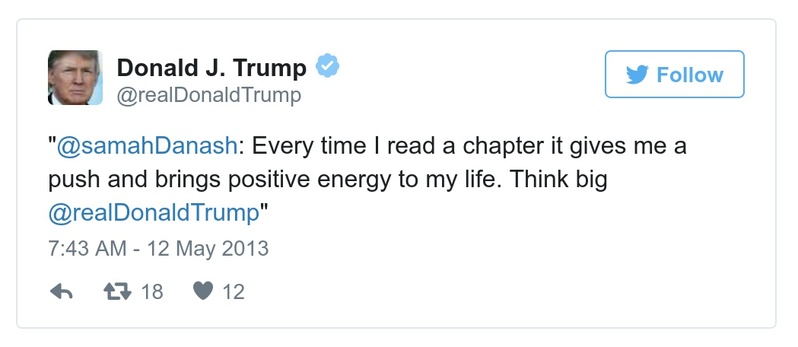 Donald J. Trump
@realDonaldTrump
Follow
"@samahDanash: Every time I read a chapter it gives me a
push and brings positive energy to my life. Think big
@realDonaldTrump"
7:43 AM - 12 May 2013
18 12